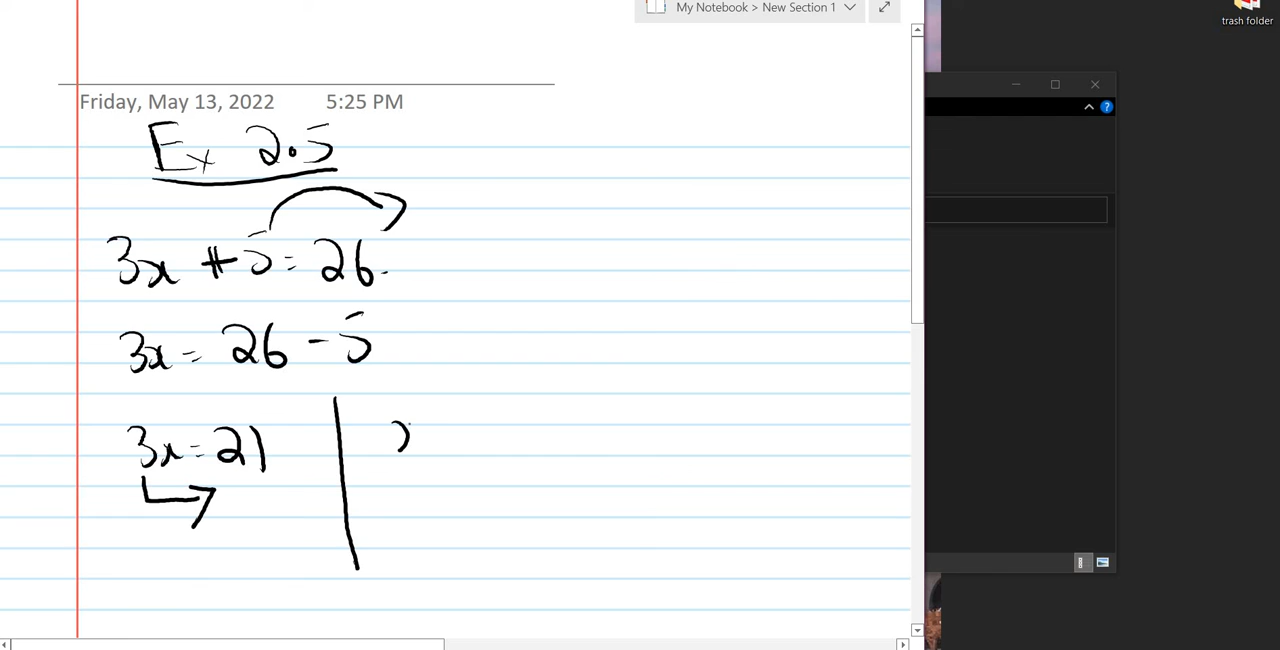 My Notebook > New Section 1
trash folder
Friday, May 13, 2022 5:25 PM
Ex 2.5
3x + 5 = 26
3x = 26 - 5
3x = 21